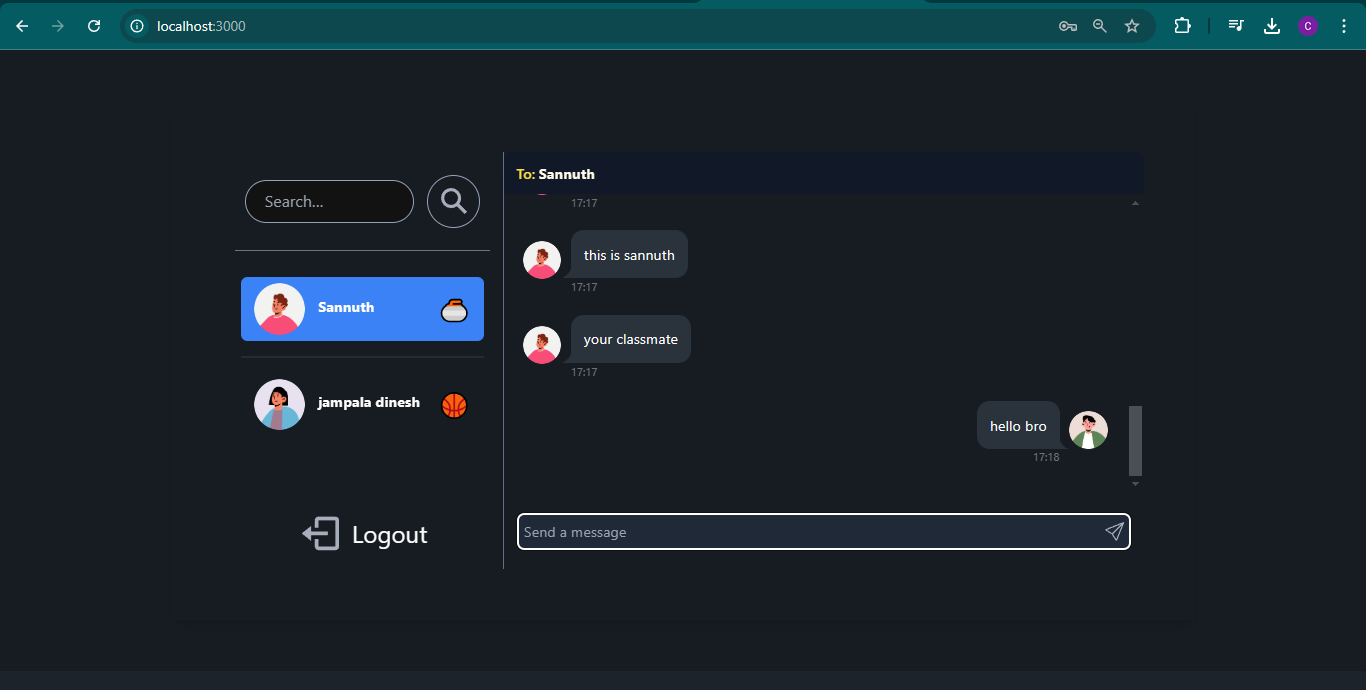 localhost:3000
C
Search...
Sannuth
jampala dinesh
Logout
To: Sannuth
17:17
this is sannuth
17:17
your classmate
17:17
hello bro
17:18
Send a message